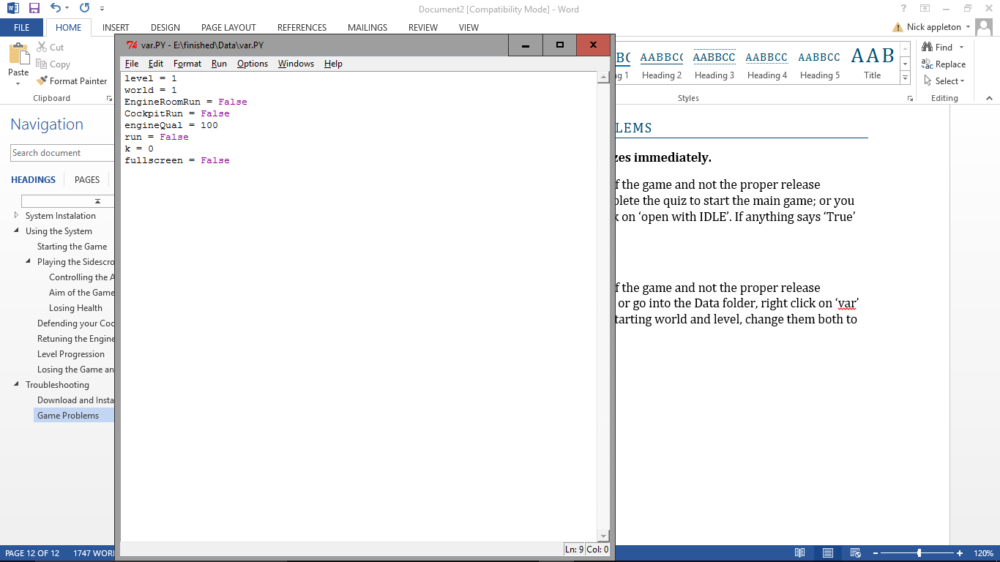 Document2 [Compatibility Mode] - Word
FILE HOME INSERT DESIGN PAGE LAYOUT REFERENCES MAILINGS REVIEW VIEW Nick appleton
Paste
Cut
Copy
Format Painter
Clipboard
AABBCC AABBCC AABBCC AABBCC AAB
Heading 2 Heading 3 Heading 4 Heading 5 Title
Styles
Find
Replace
Select
Editing
Navigation
Search document
HEADINGS PAGES
System Instalation
Using the System
Starting the Game
Playing the Sidescro
Controlling the A
Aim of the Game
Losing Health
Defending your Coc
Retuning the Engine
Level Progression
Losing the Game an
Troubleshooting
Download and Insta
Game Problems
var.PY - E:\finished\Data\var.PY
File Edit Format Run Options Windows Help
level = 1
world = 1
EngineRoomRun = False
CockpitRun = False
engineQual = 100
run = False
k = 0
fullscreen = False
Ln: 9 Col: 0
LEMS
zes immediately.
f the game and not the proper release
plete the quiz to start the main game; or you
k on ‘open with IDLE’. If anything says ‘True’
f the game and not the proper release
or go into the Data folder, right click on ‘var’
tarting world and level, change them both to
PAGE 12 OF 12 1747 WOR
120%